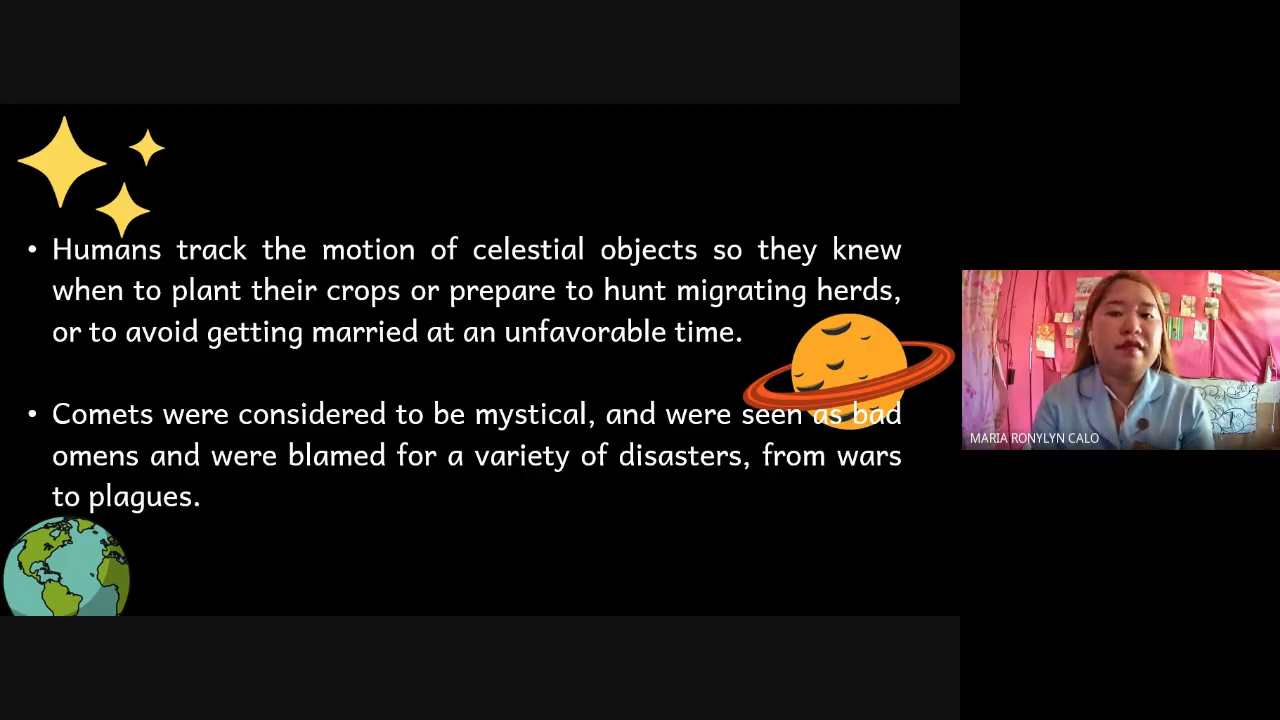 • Humans track the motion of celestial objects so they knew
when to plant their crops or prepare to hunt migrating herds,
or to avoid getting married at an unfavorable time.
• Comets were considered to be mystical, and were seen as bad
omens and were blamed for a variety of disasters, from wars
to plagues.
MARIA RONYLYN CALO